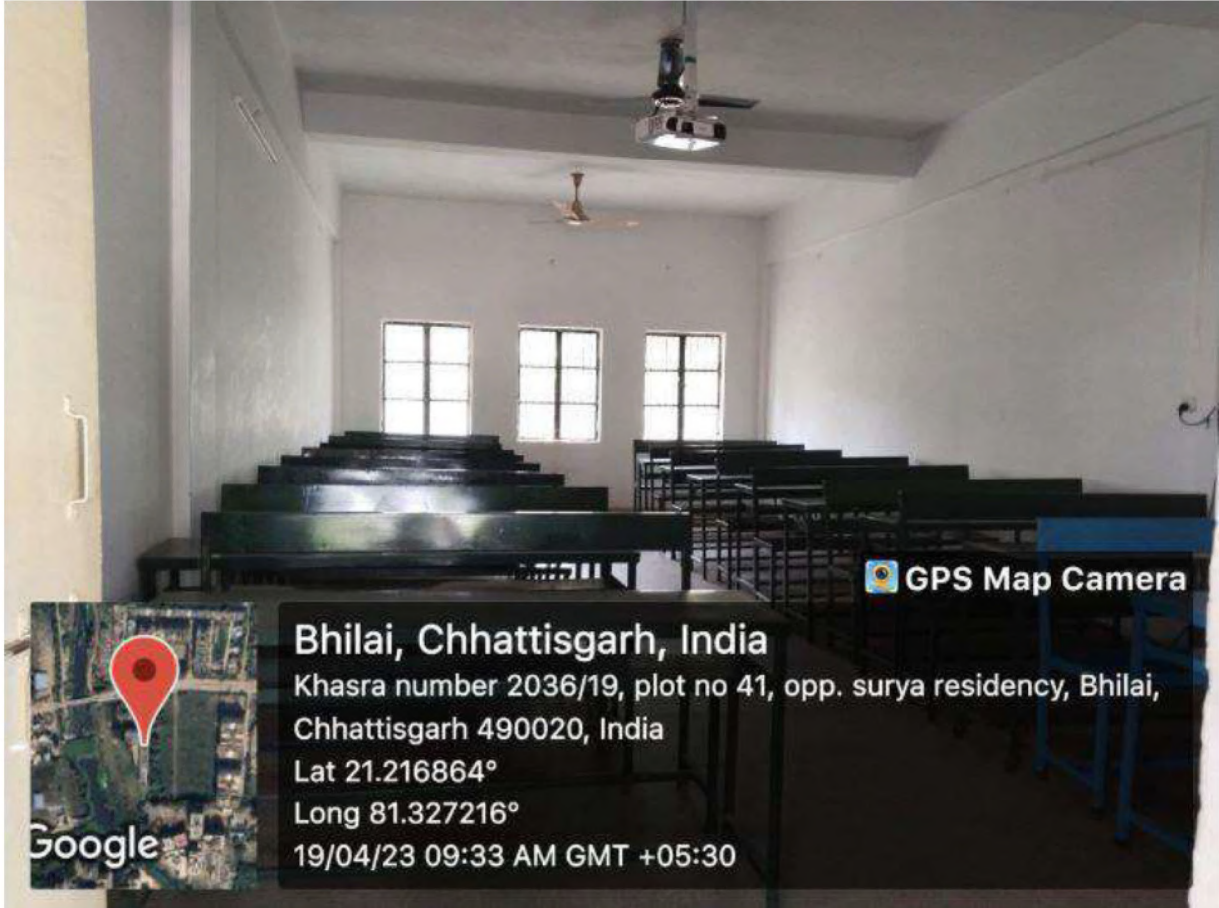 GPS Map Camera
Bhilai, Chhattisgarh, India
Khasra number 2036/19, plot no 41, opp. surya residency, Bhilai,
Chhattisgarh 490020, India
Lat 21.216864°
Long 81.327216°
19/04/23 09:33 AM GMT +05:30
Google